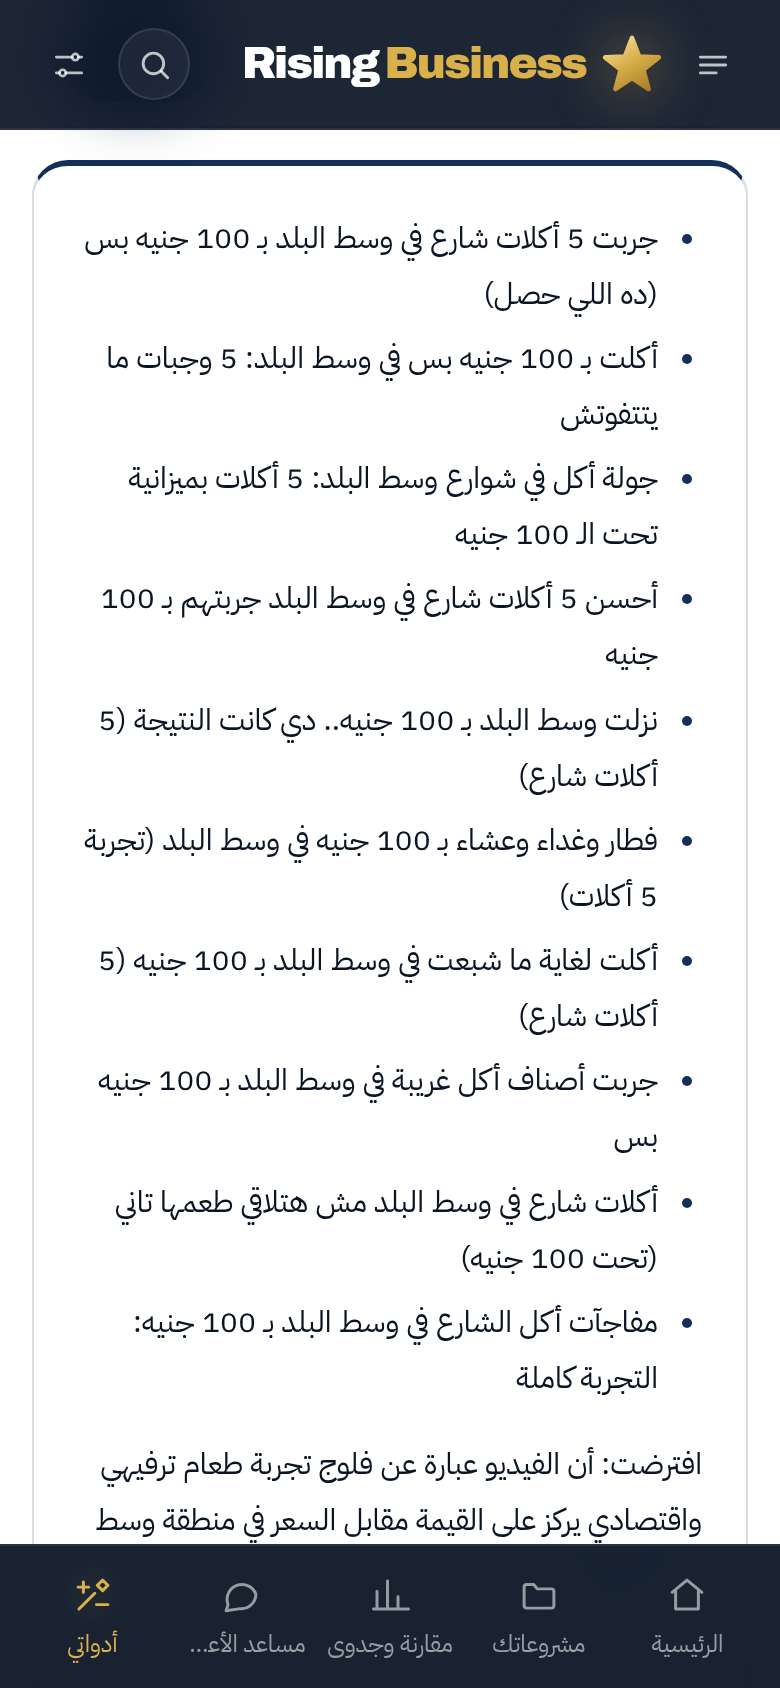 Rising Business
جربت 5 أكلات شارع في وسط البلد بـ 100 جنيه بس
(ده اللي حصل)
أكلت بـ 100 جنيه بس في وسط البلد: 5 وجبات ما
يتتفوتش
جولة أكل في شوارع وسط البلد: 5 أكلات بميزانية
تحت الـ 100 جنيه
أحسن 5 أكلات شارع في وسط البلد جربتهم بـ 100
جنيه
نزلت وسط البلد بـ 100 جنيه.. دي كانت النتيجة (5
أكلات شارع)
فطار وغداء وعشاء بـ 100 جنيه في وسط البلد (تجربة
5 أكلات)
أكلت لغاية ما شبعت في وسط البلد بـ 100 جنيه (5
أكلات شارع)
جربت أصناف أكل غريبة في وسط البلد بـ 100 جنيه
بس
أكلات شارع في وسط البلد مش هتلاقي طعمها تاني
(تحت 100 جنيه)
مفاجآت أكل الشارع في وسط البلد بـ 100 جنيه:
التجربة كاملة
افترضت: أن الفيديو عبارة عن فلوج تجربة طعام ترفيهي
واقتصادي يركز على القيمة مقابل السعر في منطقة وسط
الرئيسية
مشروعاتك
مقارنة وجدوى
مساعد الأع...
أدواتي